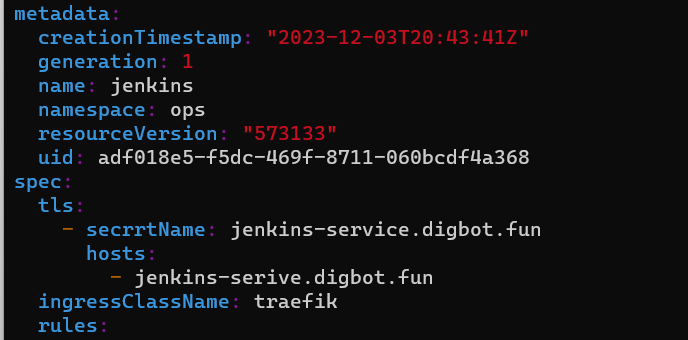 metadata:
  creationTimestamp: "2023-12-03T20:43:41Z"
  generation: 1
  name: jenkins
  namespace: ops
  resourceVersion: "573133"
  uid: adf018e5-f5dc-469f-8711-060bcdf4a368
spec:
  tls:
    - secrrtName: jenkins-service.digbot.fun
      hosts:
        - jenkins-serive.digbot.fun
  ingressClassName: traefik
  rules: